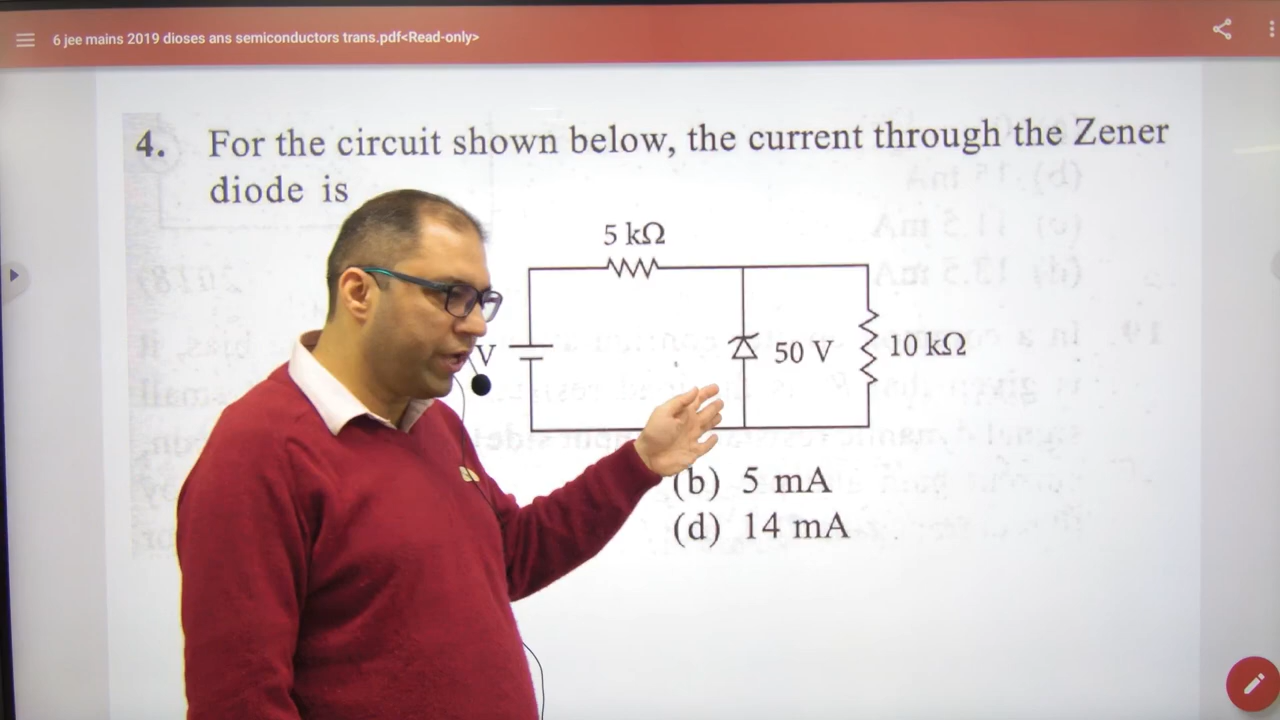 6 jee mains 2019 dioses ans semiconductors trans.pdf<Read-only>
4. For the circuit shown below, the current through the Zener
diode is
5 kΩ
V
50 V
10 kΩ
(b) 5 mA
(d) 14 mA